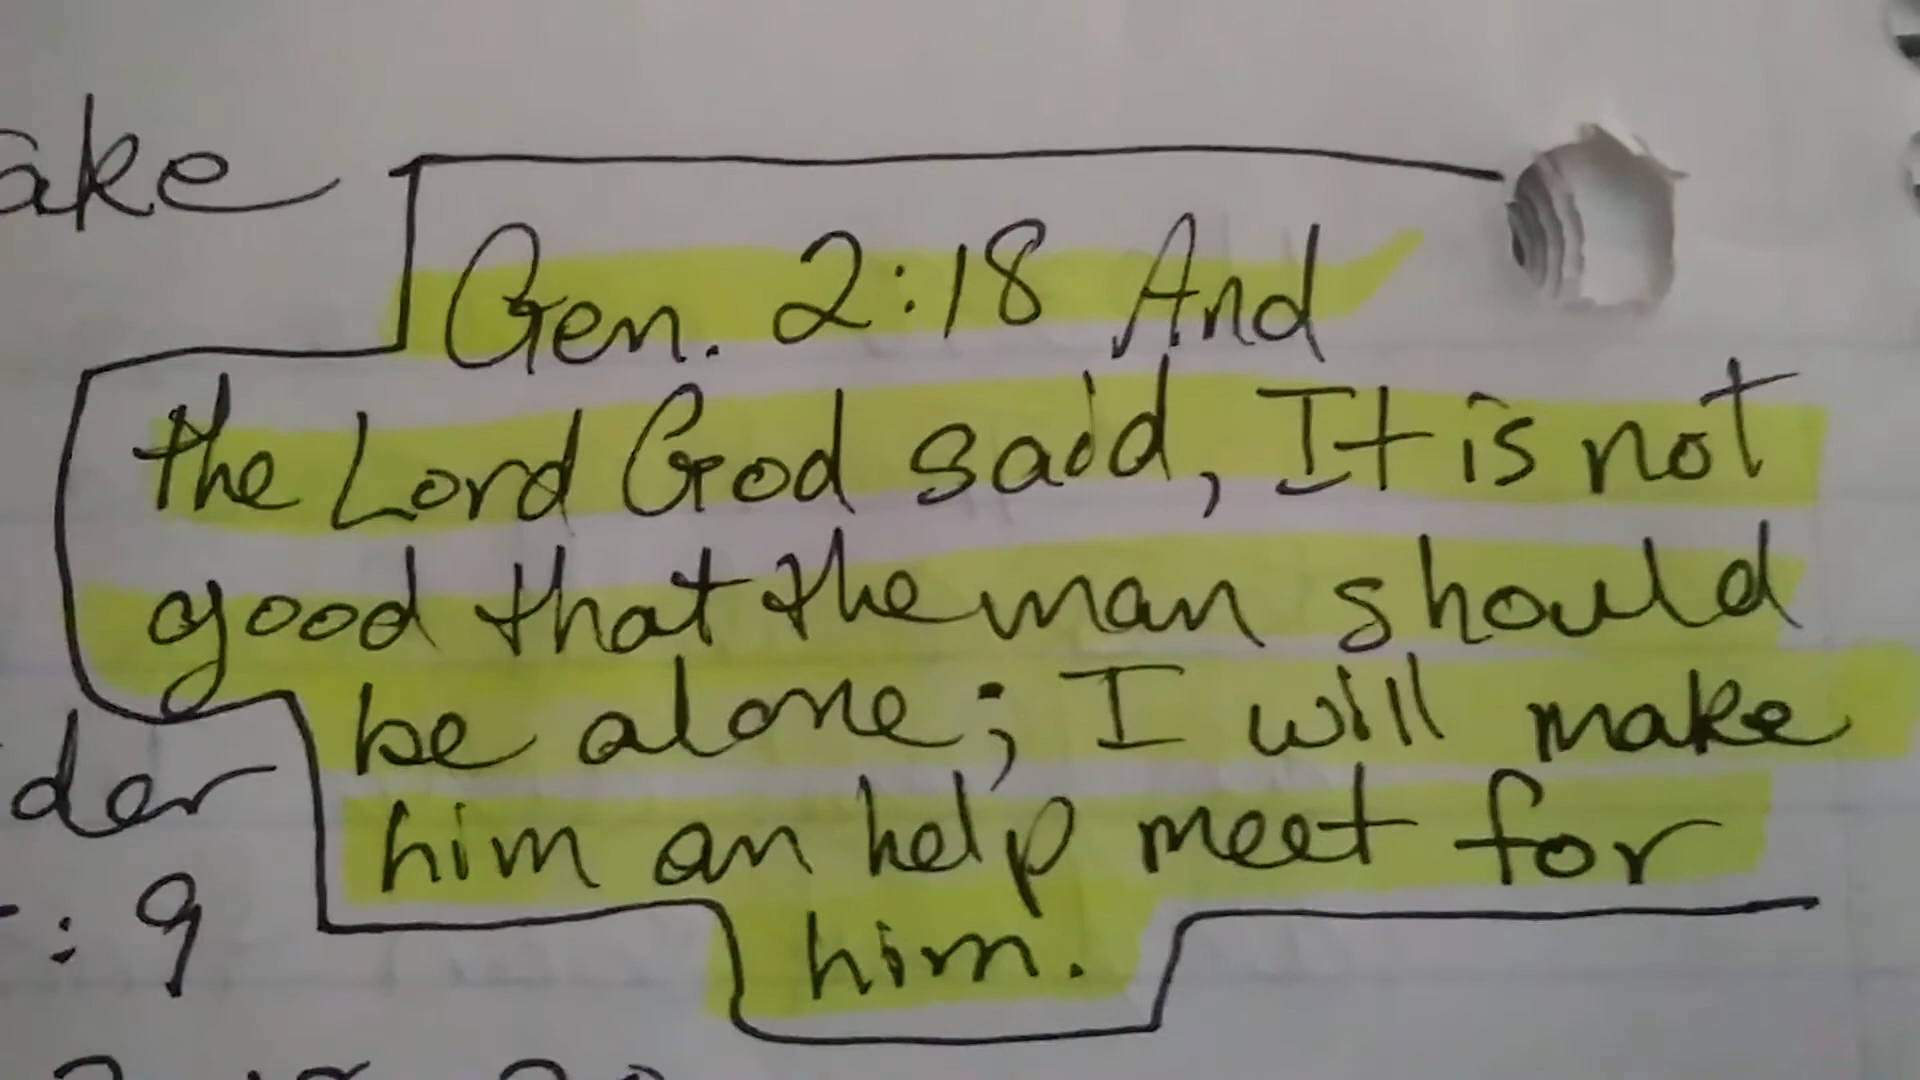 ake
Gen. 2:18 And
the Lord God said, It is not
good that the man should
be alone; I will make
der
him an help meet for
: 9
him.